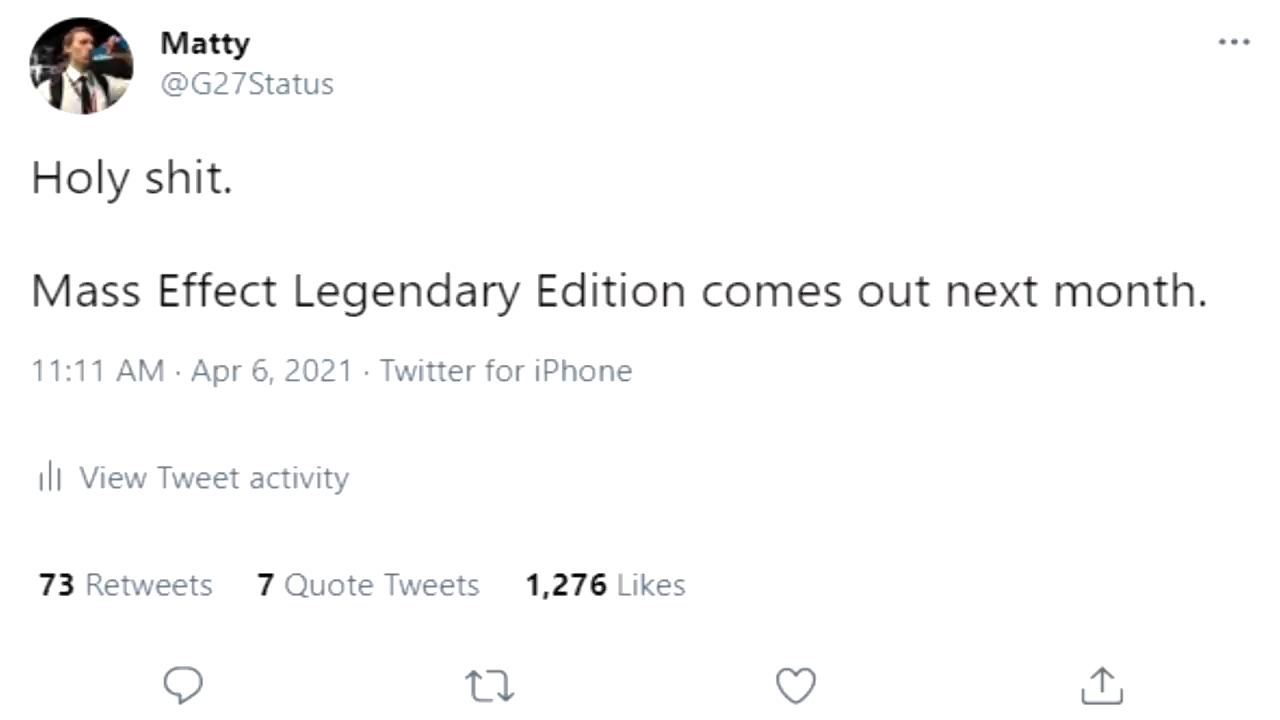 Matty
@G27Status
Holy shit.
Mass Effect Legendary Edition comes out next month.
11:11 AM · Apr 6, 2021 · Twitter for iPhone
View Tweet activity
73 Retweets 7 Quote Tweets 1,276 Likes